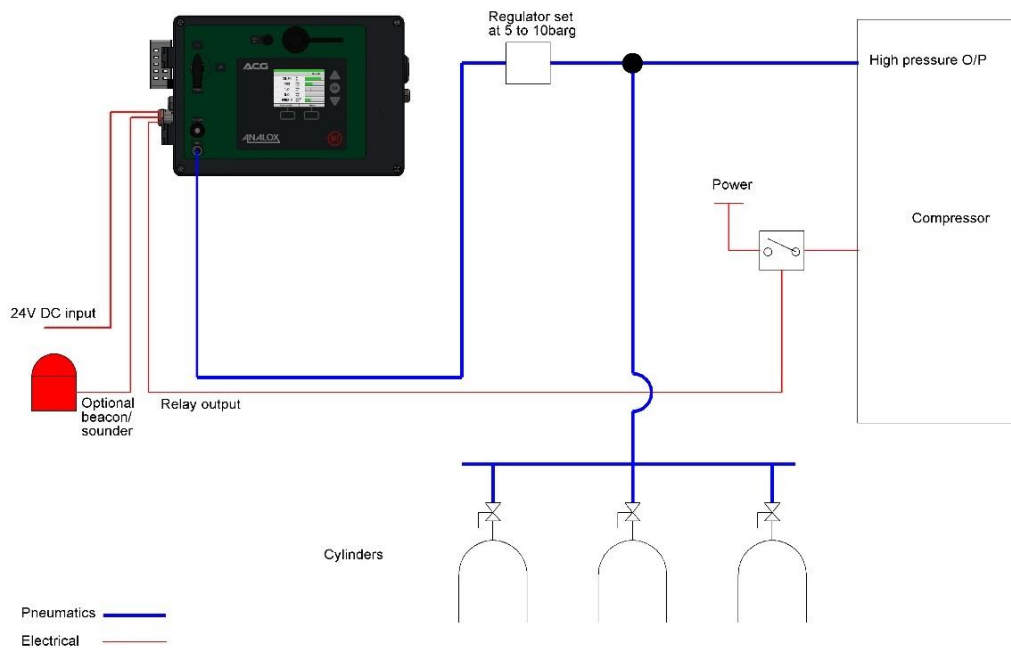 Regulator set
at 5 to 10barg
High pressure O/P
ACG
ANALOX
Power
Compressor
24V DC input
Optional
beacon/
sounder
Relay output
Cylinders
Pneumatics
Electrical